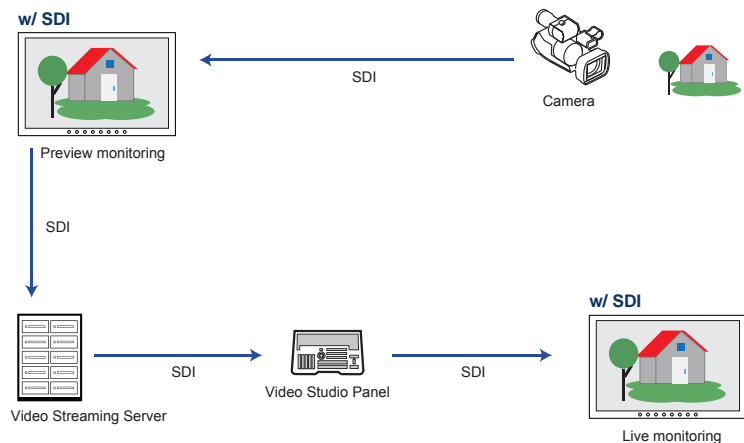 w/ SDI
SDI
Camera
Preview monitoring
SDI
w/ SDI
SDI
Video Studio Panel
SDI
Video Streaming Server
Live monitoring